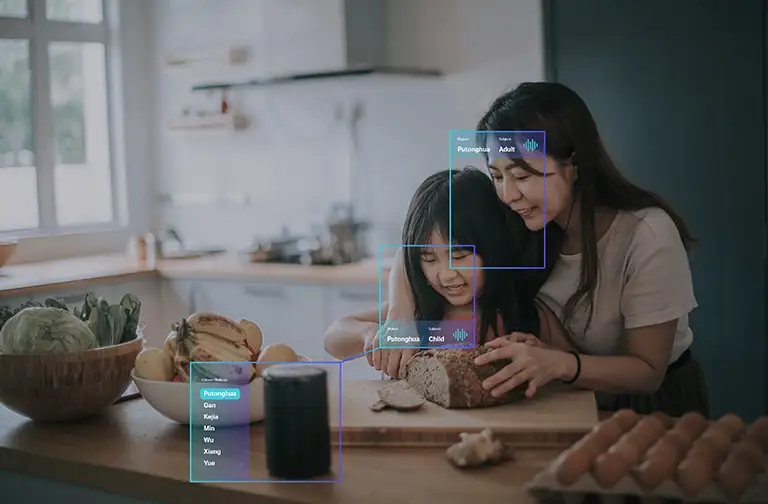 Dialect Subject
Putonghua Adult
Dialect Subject
Putonghua Child
Chinese Dialects
Putonghua
Gan
Kejia
Min
Wu
Xiang
Yue